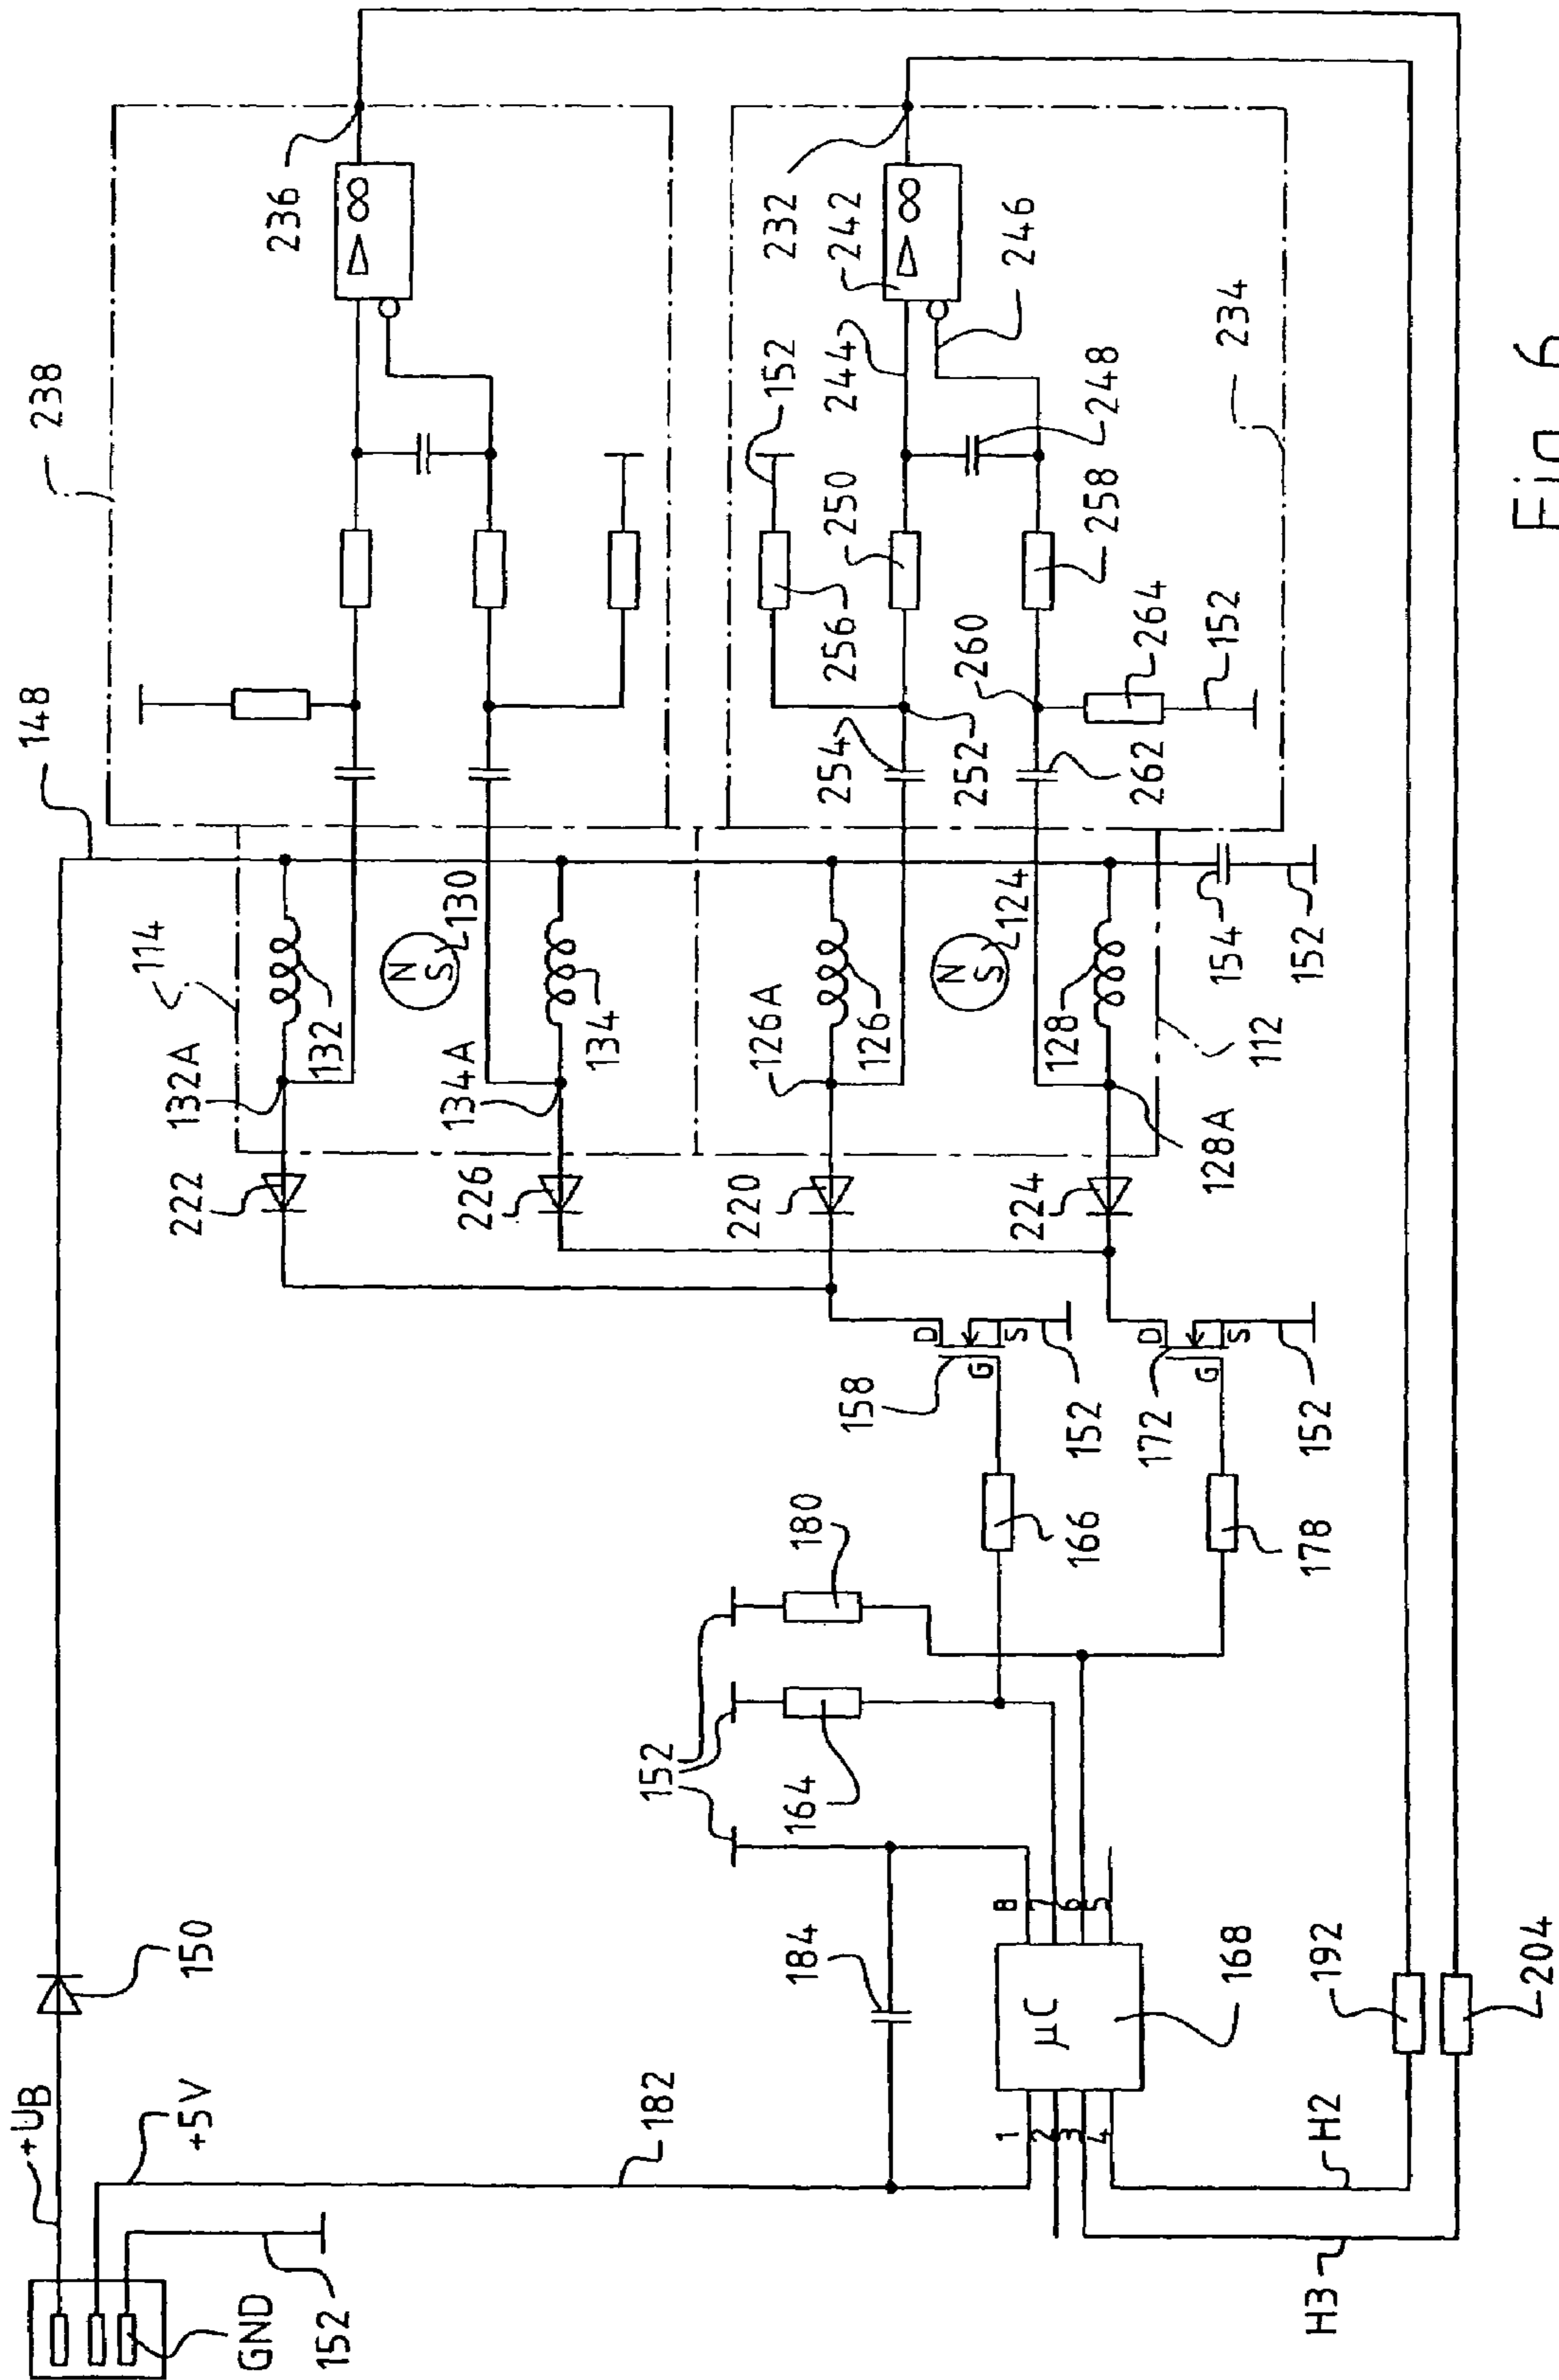 +UB
150
148
238
236
+5V
GND
152
182
114
132A
132
222
130
134A
134
226
152
180
164
184
158
166
152
126A
126
220
254
256
250
252
244
152
232
242
246
248
258
260
262
264
152
124
128
224
128A
112
154
152
234
D
G
S
D
G
S
172
152
178
μC
168
1
2
3
4
8
7
6
5
H2
H3
192
204
N
S
N
S
▷ ∞
▷ ∞
Fig. 6